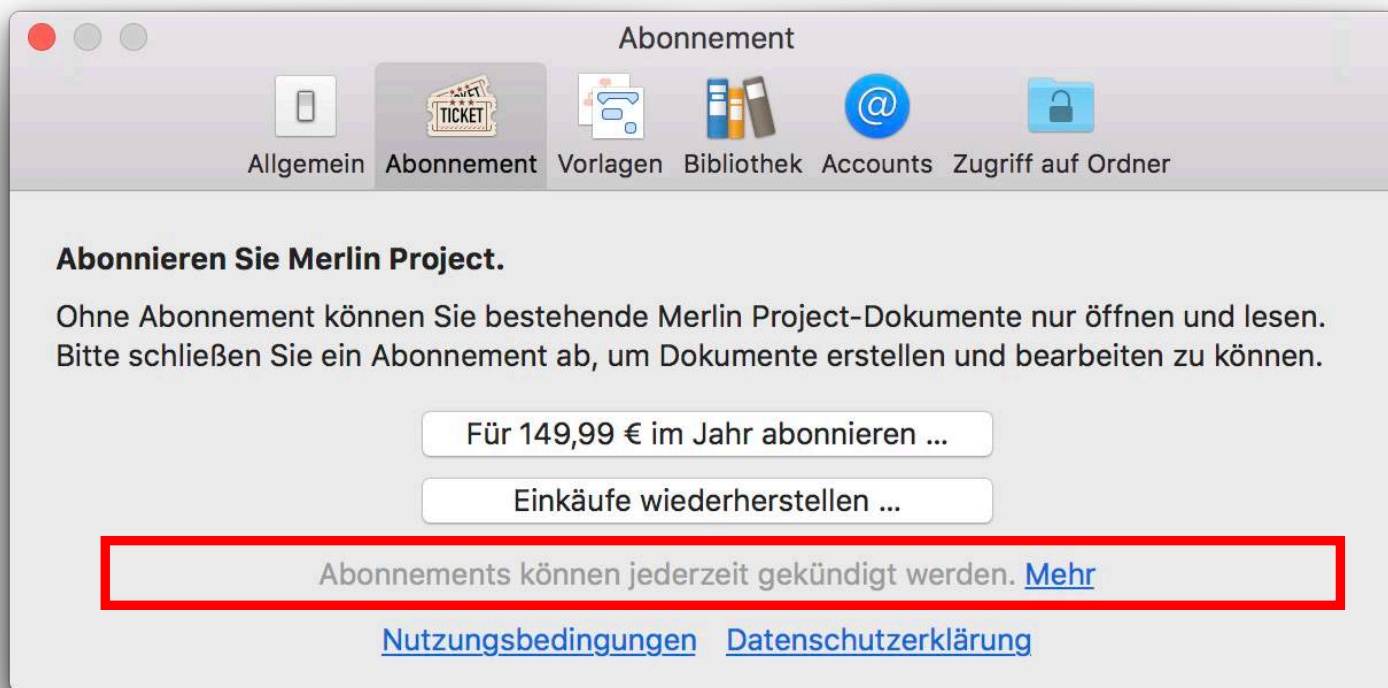 Abonnement
TICKET
Allgemein Abonnement Vorlagen Bibliothek Accounts Zugriff auf Ordner
Abonnieren Sie Merlin Project.
Ohne Abonnement können Sie bestehende Merlin Project-Dokumente nur öffnen und lesen.
Bitte schließen Sie ein Abonnement ab, um Dokumente erstellen und bearbeiten zu können.
Für 149,99 € im Jahr abonnieren ...
Einkäufe wiederherstellen ...
Abonnements können jederzeit gekündigt werden. Mehr
Nutzungsbedingungen Datenschutzerklärung